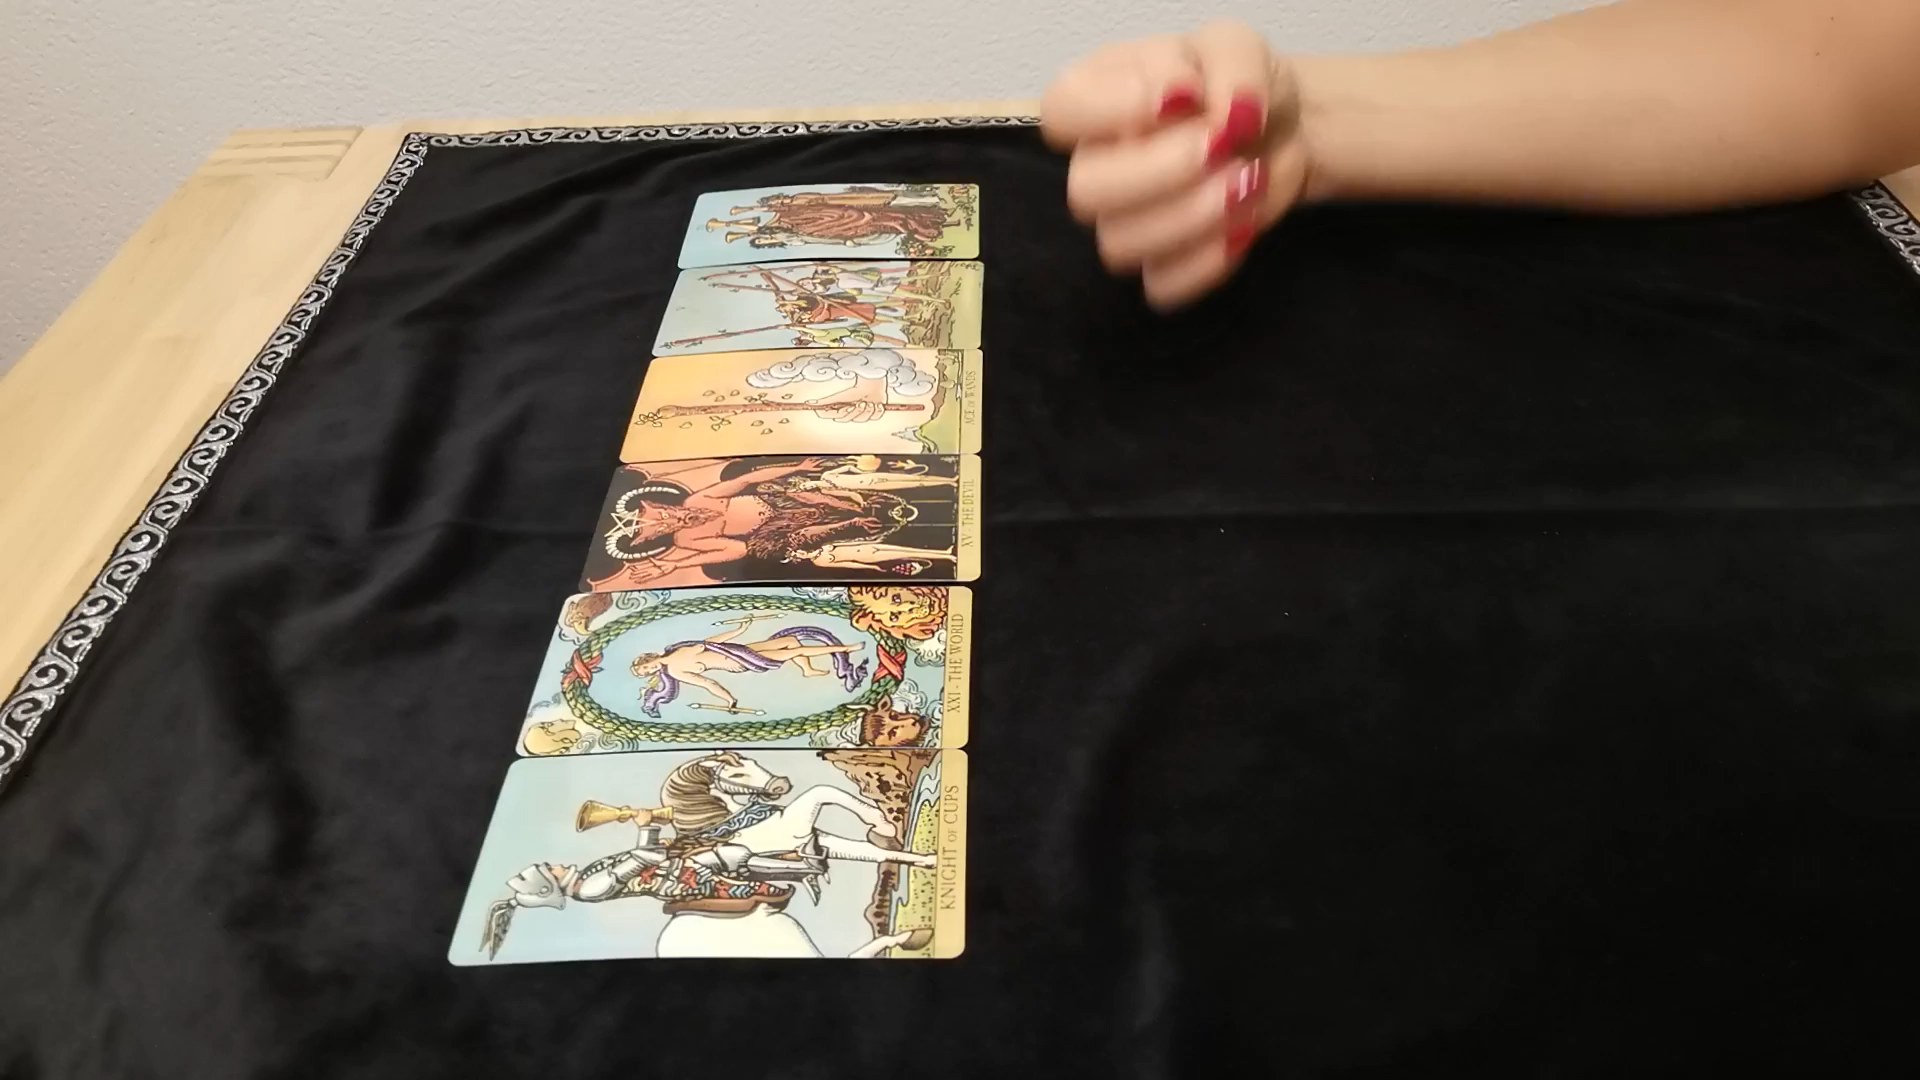 ACE OF WANDS
XV - THE DEVIL
XXI - THE WORLD
KNIGHT OF CUPS